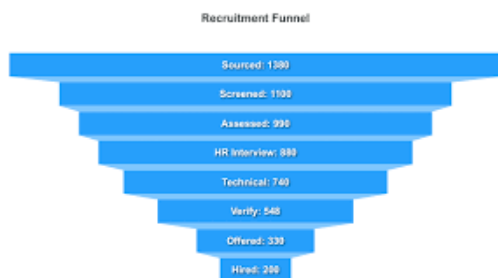 Recruitment Funnel
Sourced: 1380
Screened: 1100
Assessed: 990
HR Interview: 880
Technical: 740
Verify: 548
Offered: 330
Hired: 200